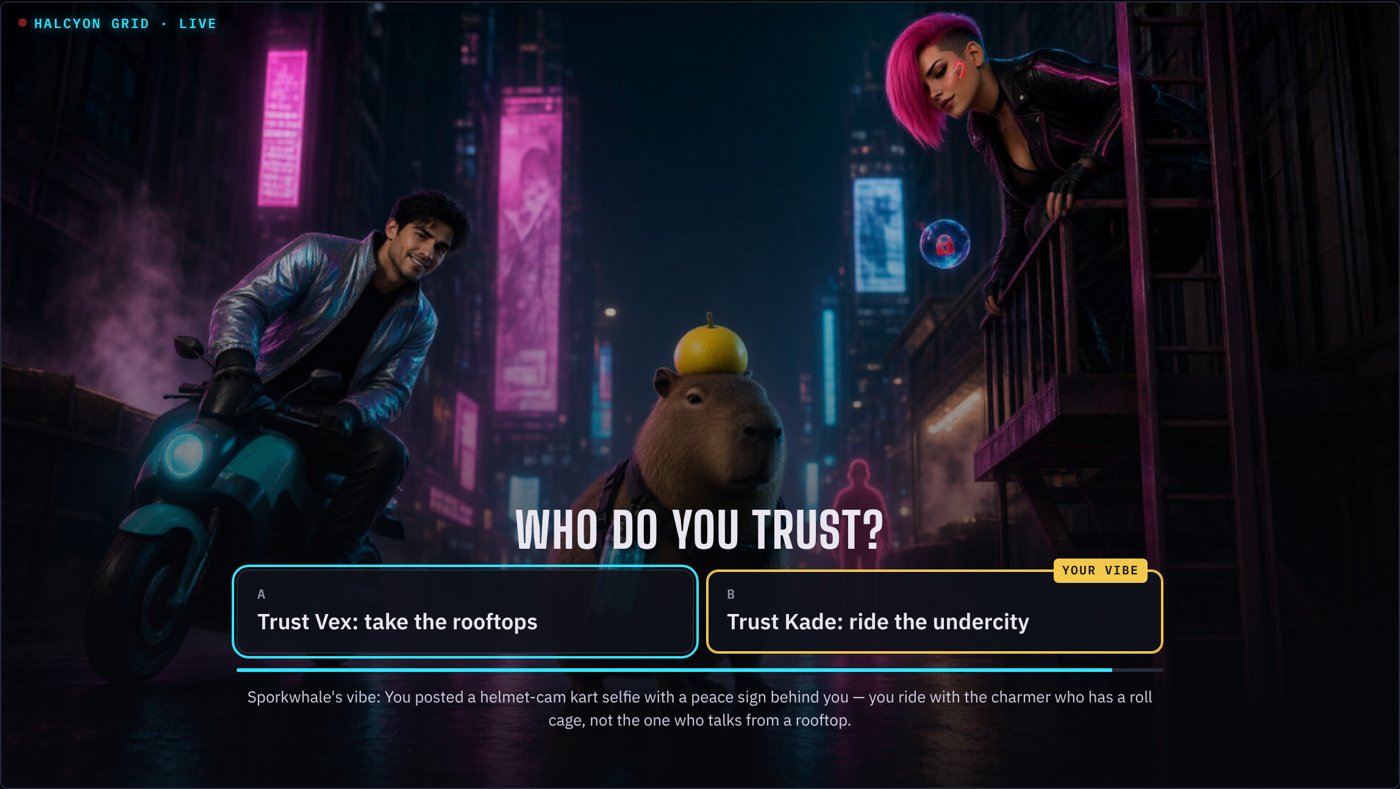 HALCYON GRID · LIVE
WHO DO YOU TRUST?
A
Trust Vex: take the rooftops
YOUR VIBE
B
Trust Kade: ride the undercity
Sporkwhale's vibe: You posted a helmet-cam kart selfie with a peace sign behind you — you ride with the charmer who has a roll
cage, not the one who talks from a rooftop.